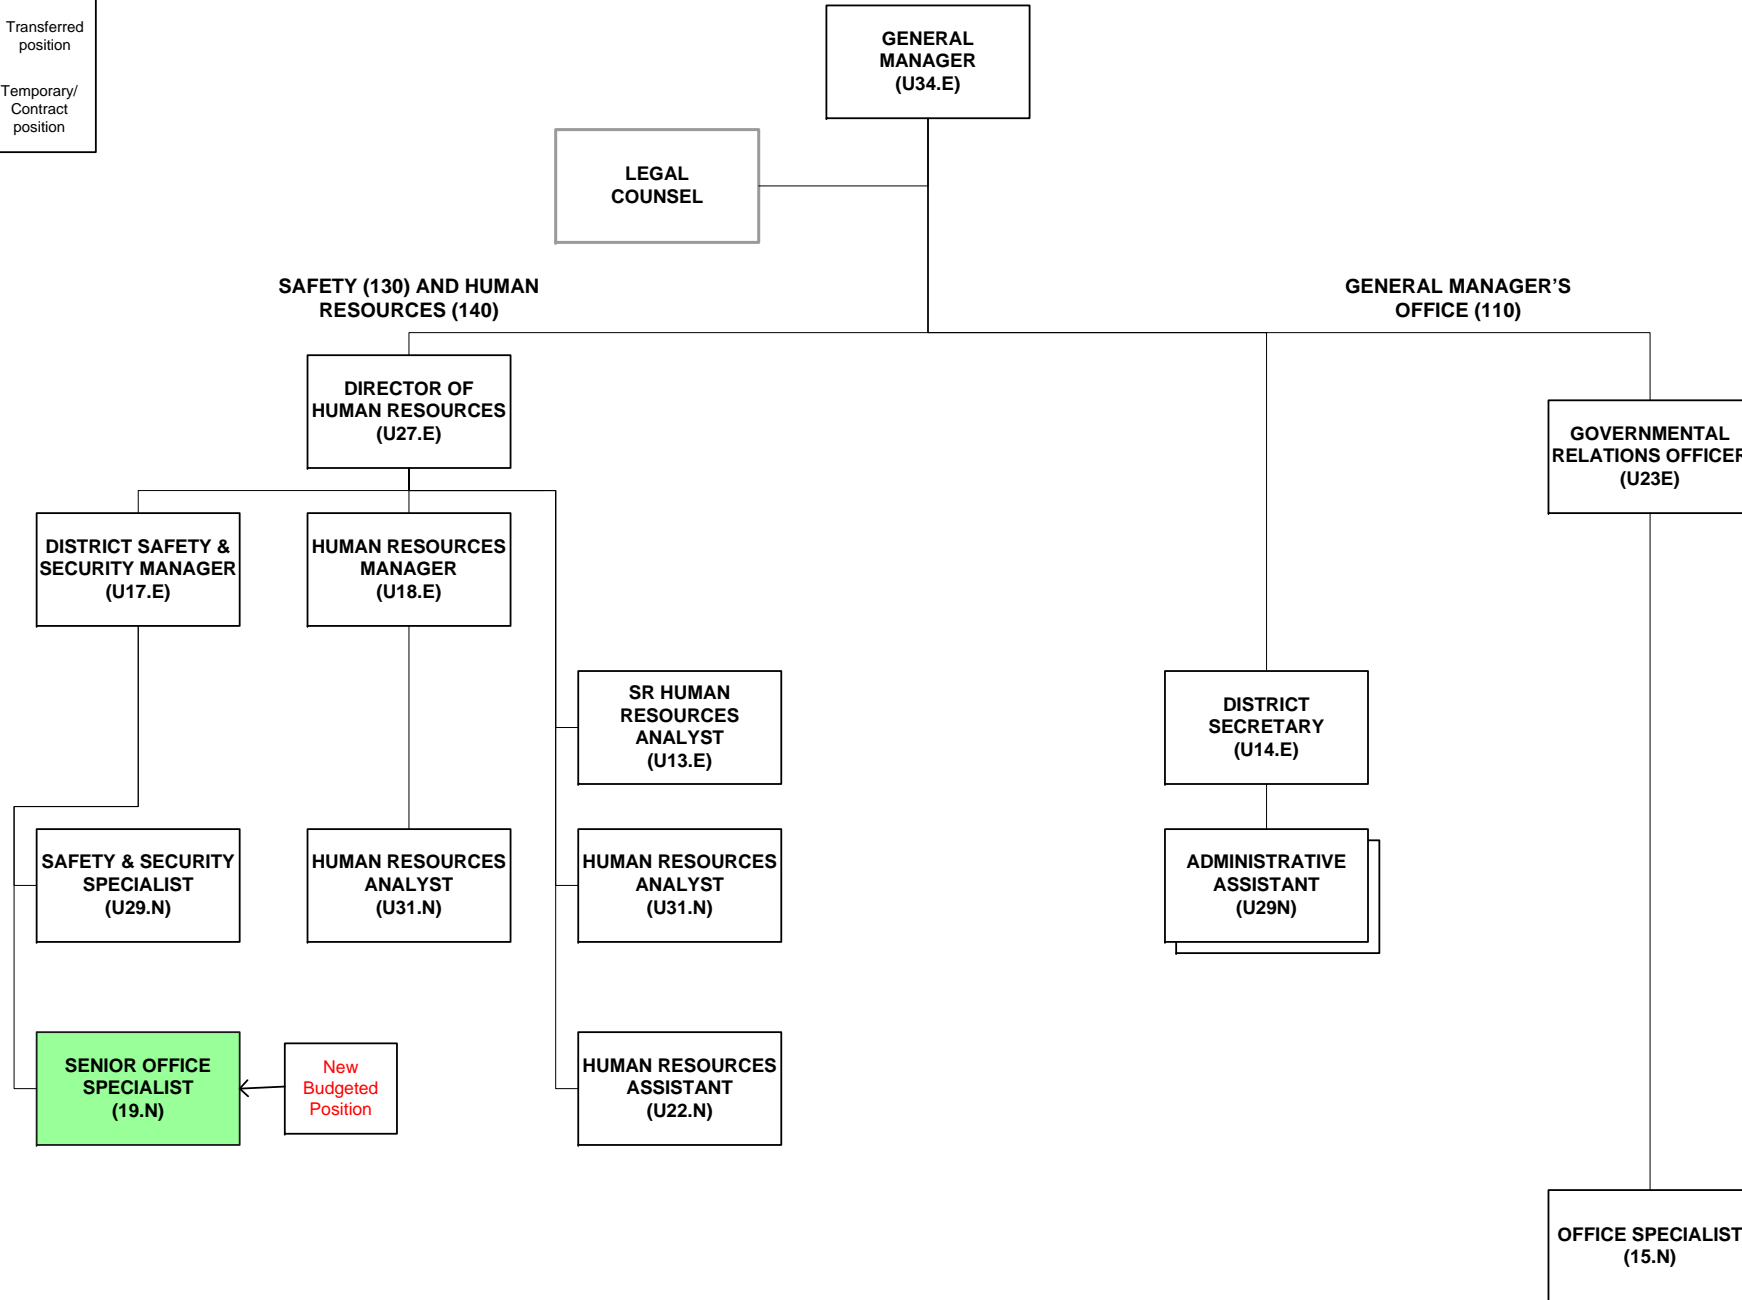 Transferred
position
Temporary/
Contract
position
GENERAL
MANAGER
(U34.E)
LEGAL
COUNSEL
SAFETY (130) AND HUMAN
RESOURCES (140)
GENERAL MANAGER’S
OFFICE (110)
DIRECTOR OF
HUMAN RESOURCES
(U27.E)
GOVERNMENTAL
RELATIONS OFFICER
(U23E)
DISTRICT SAFETY &
SECURITY MANAGER
(U17.E)
HUMAN RESOURCES
MANAGER
(U18.E)
SR HUMAN
RESOURCES
ANALYST
(U13.E)
DISTRICT
SECRETARY
(U14.E)
SAFETY & SECURITY
SPECIALIST
(U29.N)
HUMAN RESOURCES
ANALYST
(U31.N)
HUMAN RESOURCES
ANALYST
(U31.N)
ADMINISTRATIVE
ASSISTANT
(U29N)
SENIOR OFFICE
SPECIALIST
(19.N)
New
Budgeted
Position
HUMAN RESOURCES
ASSISTANT
(U22.N)
OFFICE SPECIALIST
(15.N)